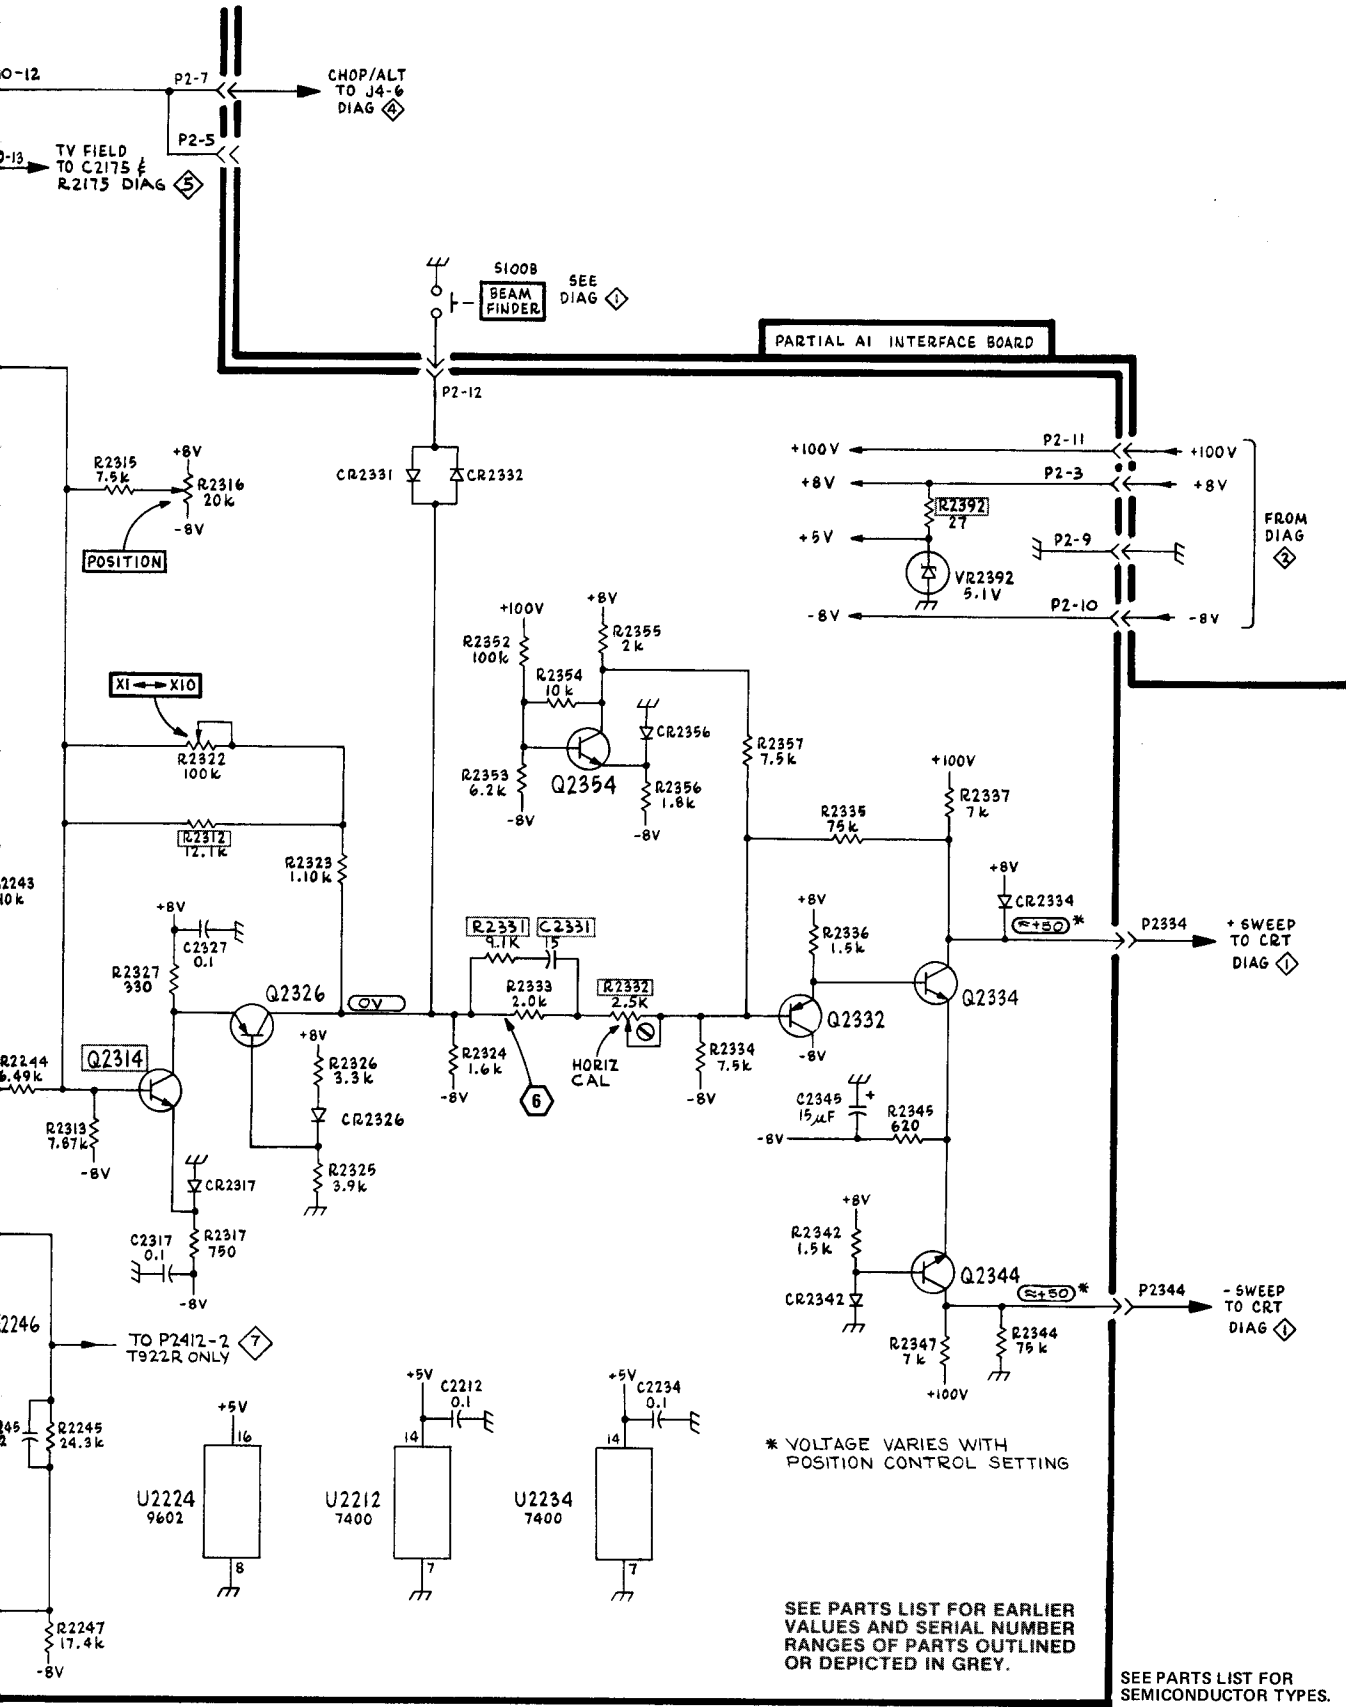 0-12
P2-7
CHOP/ALT
TO J4-6
DIAG 4
P2-5
-13
TV FIELD
TO C2175 &
R2175 DIAG 5
S100B
BEAM
FINDER
SEE
DIAG 1
PARTIAL A1 INTERFACE BOARD
P2-12
+100V
P2-11
+100V
+8V
P2-3
+8V
R2392
27
+5V
P2-9
FROM
DIAG
2
VR2392
5.1V
-8V
P2-10
-8V
R2315
7.5k
+8V
R2316
20k
-8V
POSITION
CR2331
CR2332
+100V
R2352
100k
+8V
R2355
2k
R2354
10k
CR2356
Q2354
R2353
6.2k
-8V
R2356
1.8k
-8V
R2357
7.5k
X1 ↔ X10
R2322
100k
R2312
12.1k
R2323
1.10k
R2335
75k
+100V
R2337
7k
+8V
CR2334
≈+50 *
P2334
+ SWEEP
TO CRT
DIAG 1
2243
10k
+8V
C2327
0.1
R2327
330
Q2326
0V
R2331
9.1K
C2331
15
R2333
2.0k
R2332
2.5K
+8V
R2336
1.5k
Q2334
Q2332
-8V
R2244
6.49k
Q2314
+8V
R2326
3.3k
CR2326
R2324
1.6k
-8V
6
HORIZ
CAL
R2334
7.5k
-8V
R2313
7.87k
-8V
CR2317
R2325
3.9k
C2345
15µF
+
R2345
620
-8V
C2317
0.1
R2317
750
-8V
+8V
R2342
1.5k
Q2344
CR2342
≈+50 *
P2344
- SWEEP
TO CRT
DIAG 1
R2347
7k
+100V
R2344
75k
2246
TO P2412-2 7
T922R ONLY
245
2
R2245
24.3k
+5V
16
U2224
9602
8
+5V
C2212
0.1
14
U2212
7400
7
+5V
C2234
0.1
14
U2234
7400
7
* VOLTAGE VARIES WITH
POSITION CONTROL SETTING
R2247
17.4k
-8V
SEE PARTS LIST FOR EARLIER
VALUES AND SERIAL NUMBER
RANGES OF PARTS OUTLINED
OR DEPICTED IN GREY.
SEE PARTS LIST FOR
SEMICONDUCTOR TYPES.